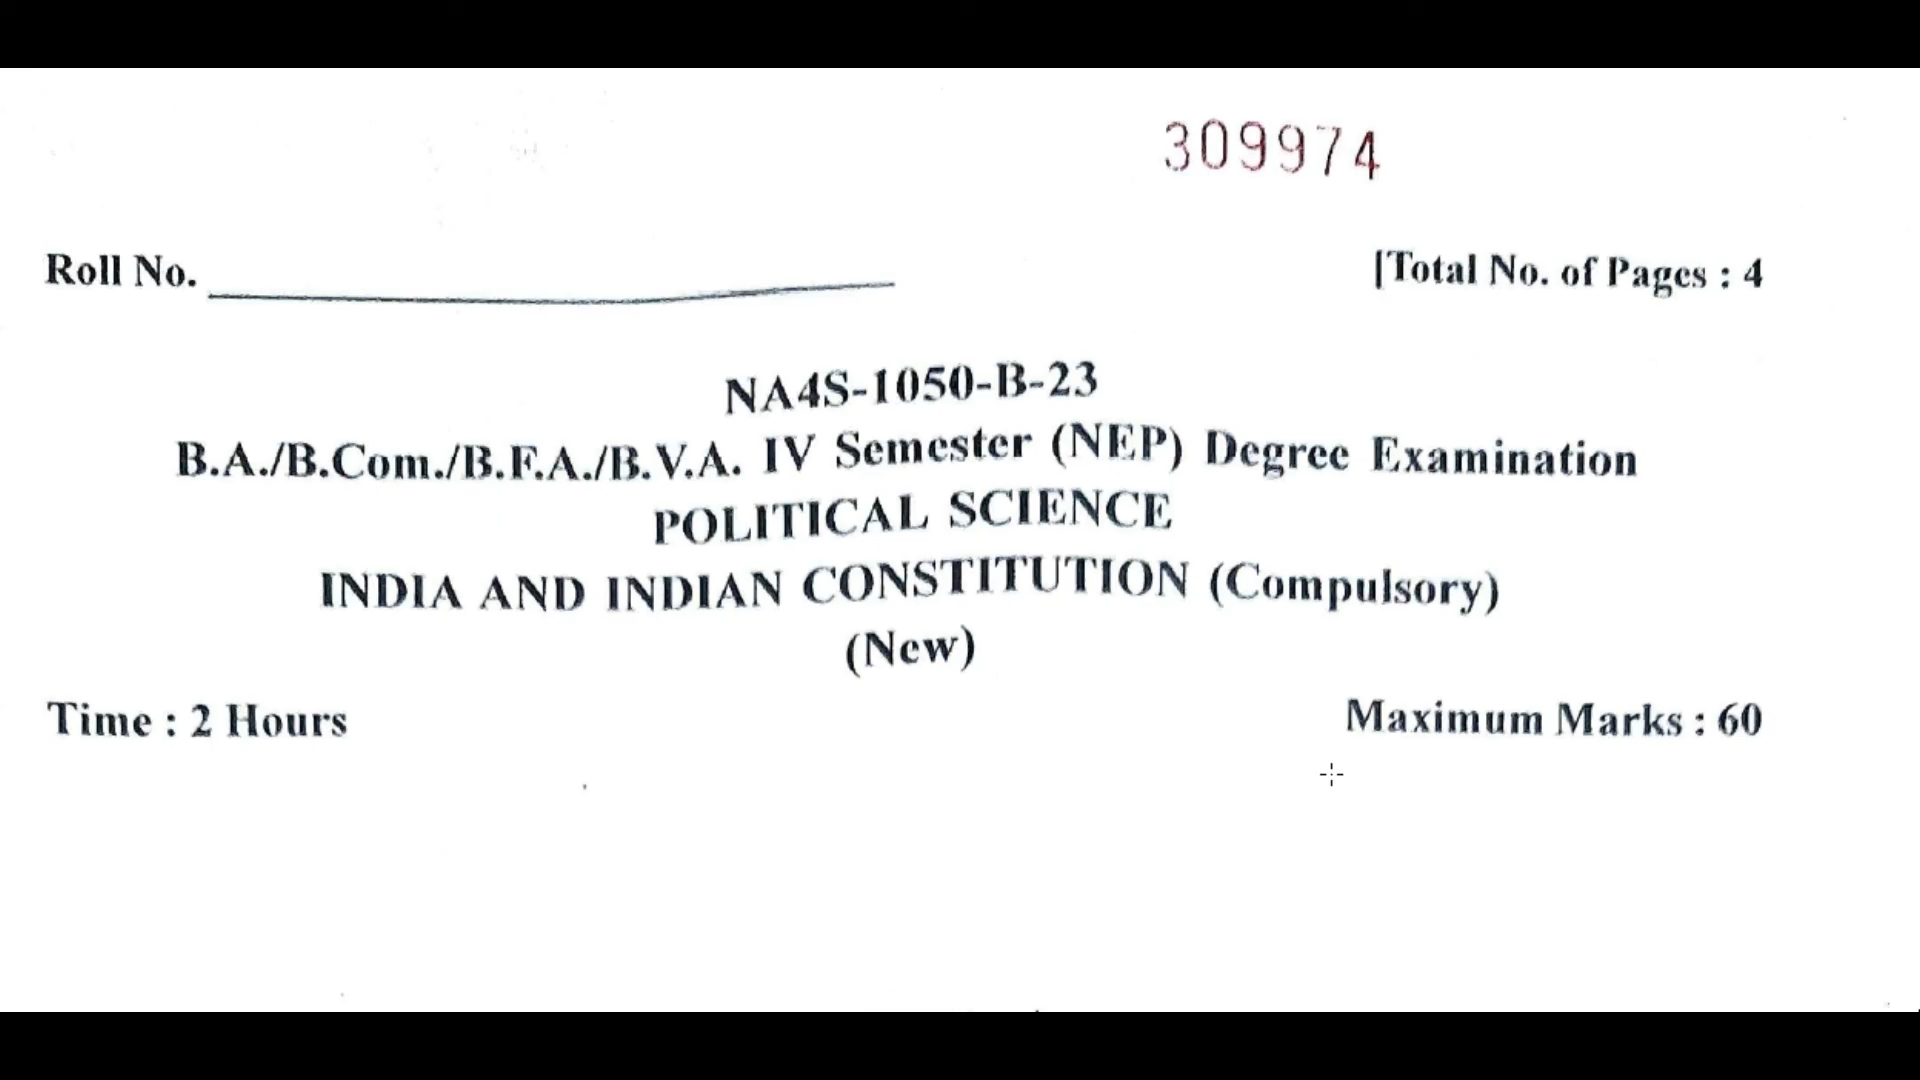 309974
Roll No. [Total No. of Pages : 4
NA4S-1050-B-23
B.A./B.Com./B.F.A./B.V.A. IV Semester (NEP) Degree Examination
POLITICAL SCIENCE
INDIA AND INDIAN CONSTITUTION (Compulsory)
(New)
Time : 2 Hours Maximum Marks : 60